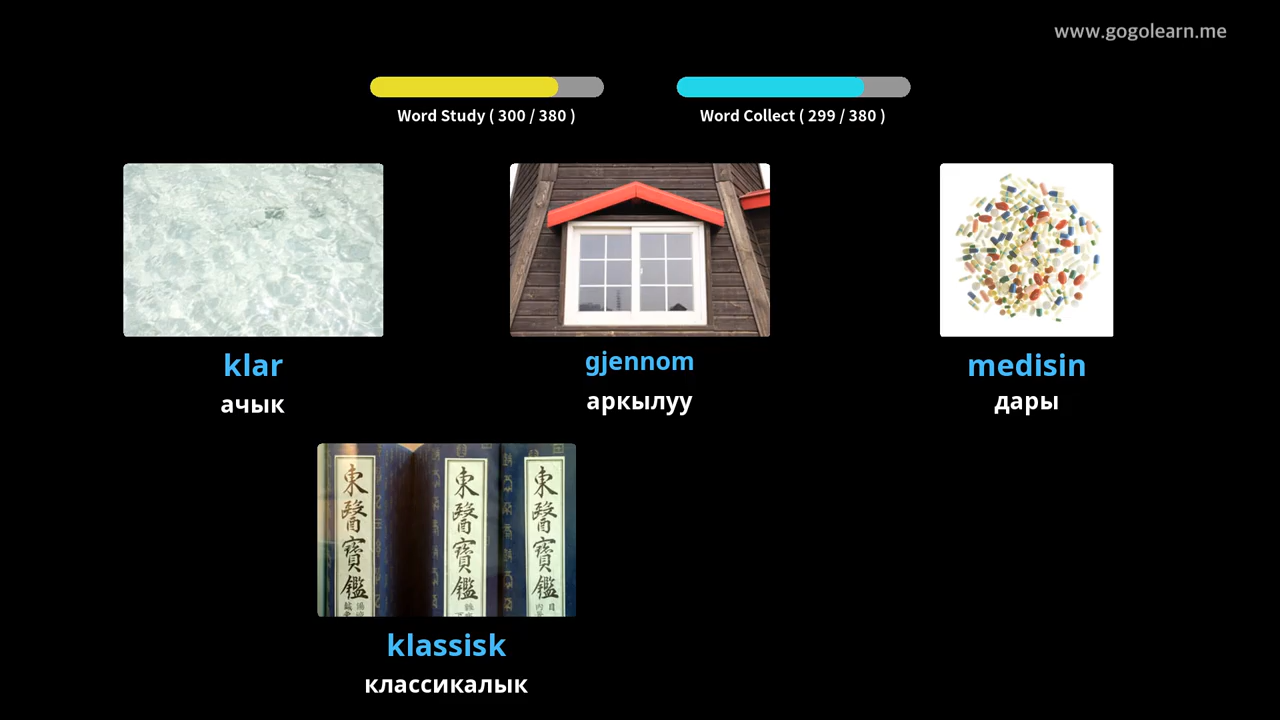 www.gogolearn.me
Word Study ( 300 / 380 )
Word Collect ( 299 / 380 )
klar
ачык
gjennom
аркылуу
medisin
дары
東醫寶鑑
東醫寶鑑
東醫寶鑑
klassisk
классикалык